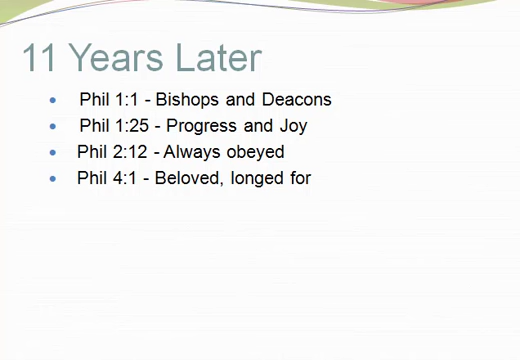 11 Years Later
• Phil 1:1 - Bishops and Deacons
• Phil 1:25 - Progress and Joy
• Phil 2:12 - Always obeyed
• Phil 4:1 - Beloved, longed for